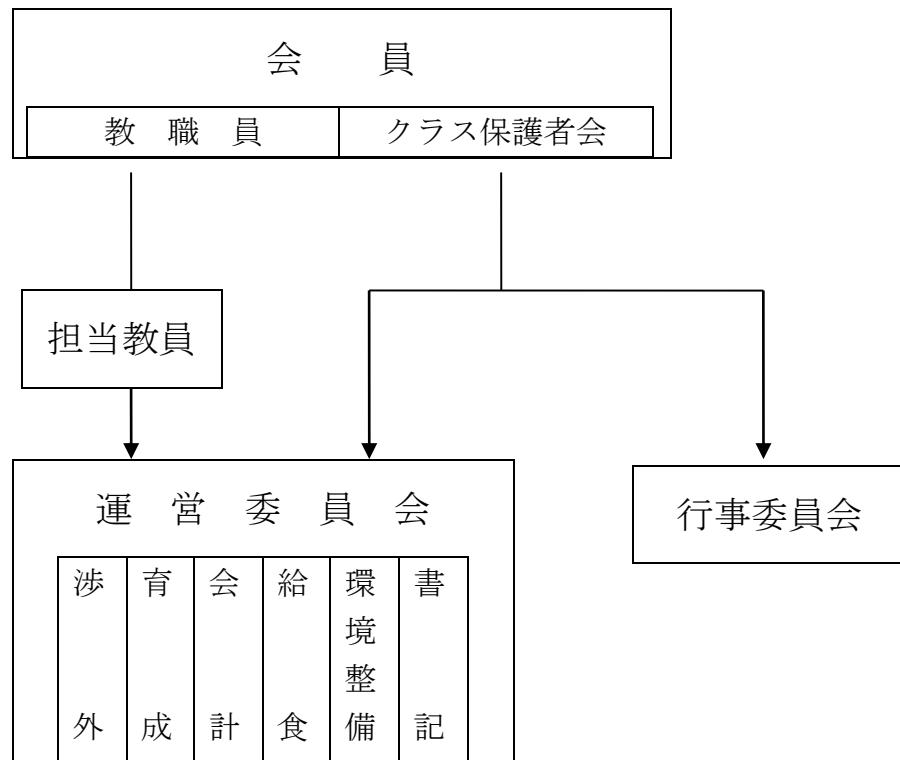 会　　員
教　職　員
クラス保護者会
担当教員
運　営　委　員　会
行事委員会
渉外
育成
会計
給食
環境整備
書記